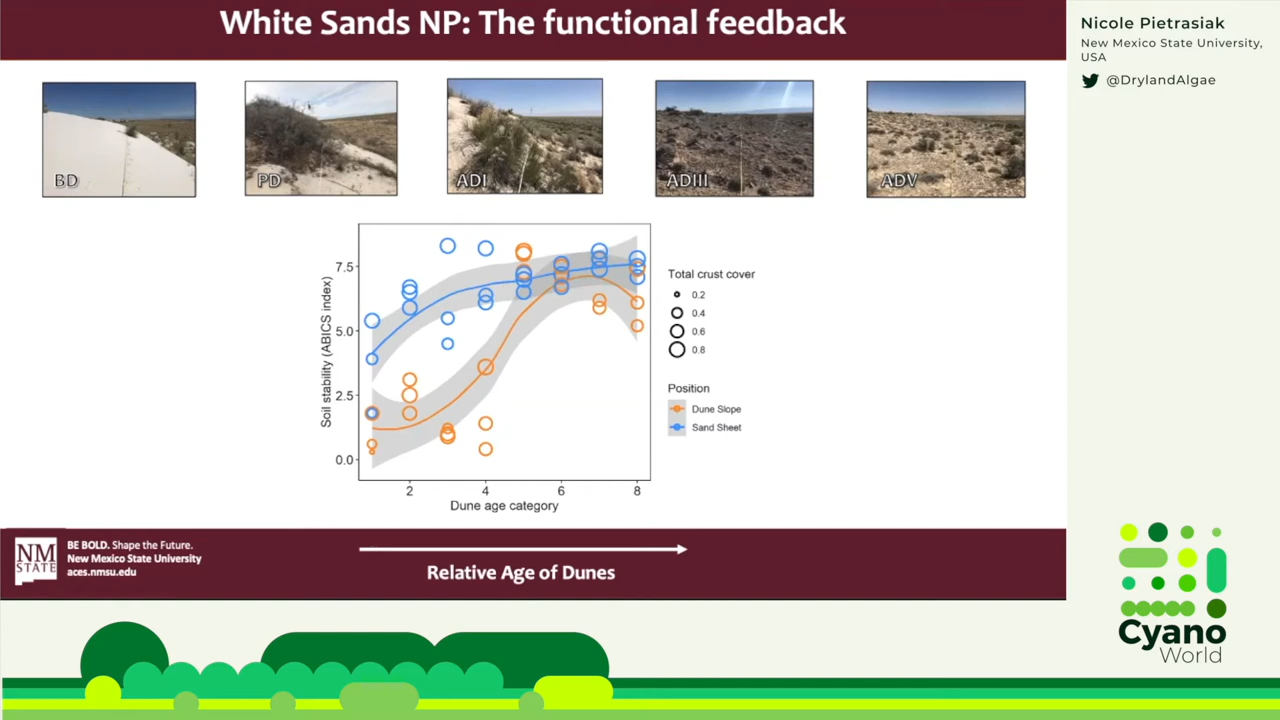 White Sands NP: The functional feedback
Nicole Pietrasiak
New Mexico State University,
USA
@DrylandAlgae
BD
PD
ADI
ADIII
ADV
Soil stability (ABICS index)
7.5
5.0
2.5
0.0
2
4
6
8
Dune age category
Total crust cover
0.2
0.4
0.6
0.8
Position
Dune Slope
Sand Sheet
NM
STATE
BE BOLD. Shape the Future.
New Mexico State University
aces.nmsu.edu
Relative Age of Dunes
Cyano
World